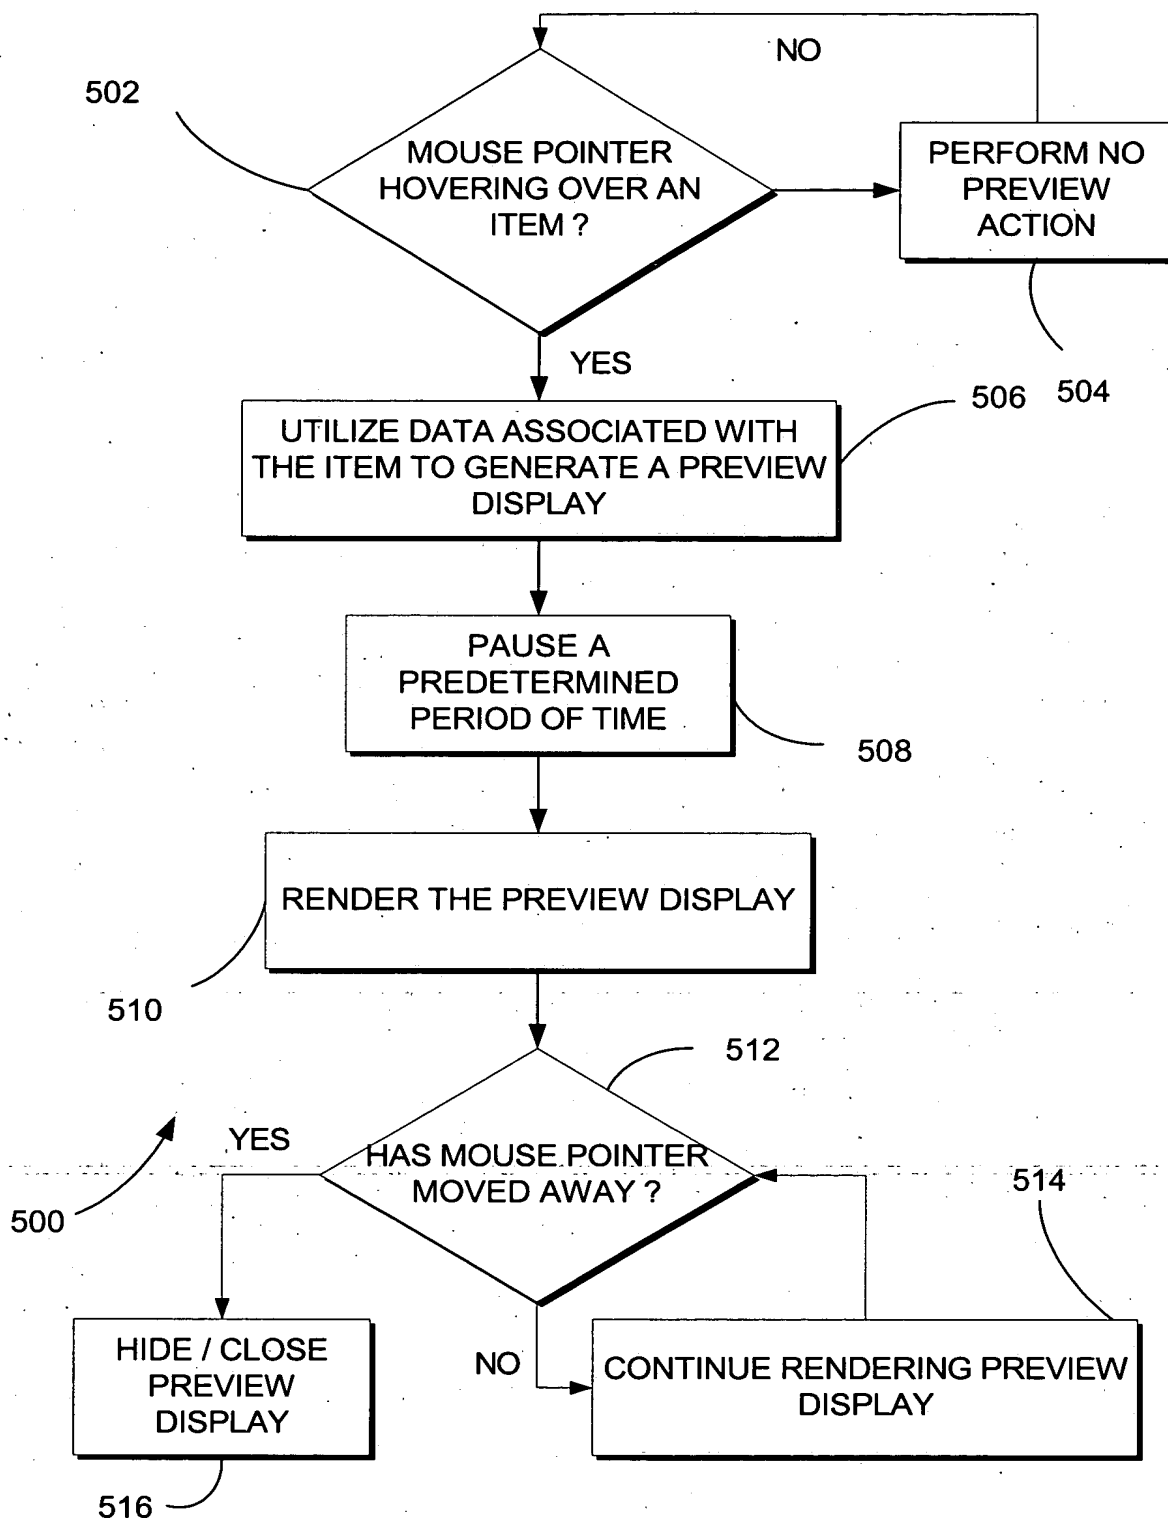 NO
502
MOUSE POINTER
HOVERING OVER AN
ITEM ?
PERFORM NO
PREVIEW
ACTION
YES
504
506
UTILIZE DATA ASSOCIATED WITH
THE ITEM TO GENERATE A PREVIEW
DISPLAY
PAUSE A
PREDETERMINED
PERIOD OF TIME
508
RENDER THE PREVIEW DISPLAY
510
512
YES
HAS MOUSE POINTER
MOVED AWAY ?
514
500
HIDE / CLOSE
PREVIEW
DISPLAY
NO
CONTINUE RENDERING PREVIEW
DISPLAY
516